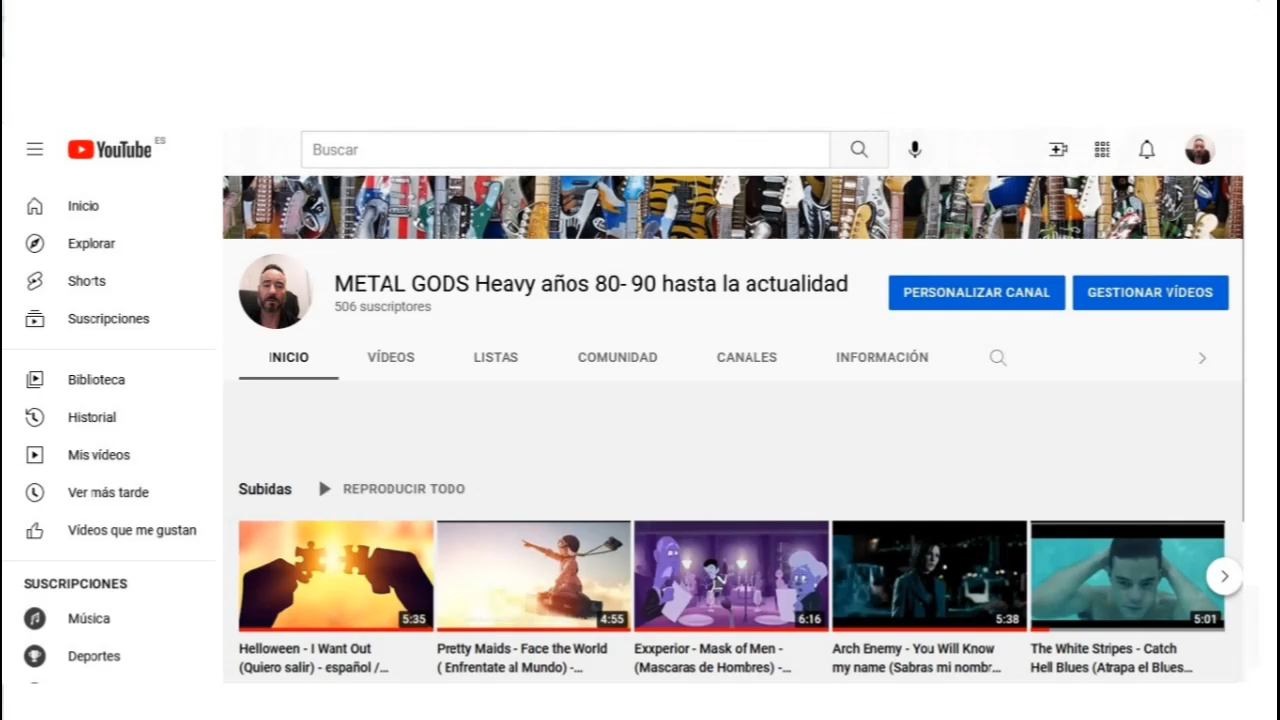 YouTube ES
Buscar
Inicio
Explorar
Shorts
Suscripciones
Biblioteca
Historial
Mis vídeos
Ver más tarde
Vídeos que me gustan
SUSCRIPCIONES
Música
Deportes
METAL GODS Heavy años 80- 90 hasta la actualidad
506 suscriptores
PERSONALIZAR CANAL
GESTIONAR VÍDEOS
INICIO
VÍDEOS
LISTAS
COMUNIDAD
CANALES
INFORMACIÓN
Subidas
REPRODUCIR TODO
5:35
Helloween - I Want Out
(Quiero salir) - español /...
4:55
Pretty Maids - Face the World
( Enfrentate al Mundo) -...
6:16
Exxperior - Mask of Men -
(Mascaras de Hombres) -...
5:38
Arch Enemy - You Will Know
my name (Sabras mi nombr...
5:01
The White Stripes - Catch
Hell Blues (Atrapa el Blues...